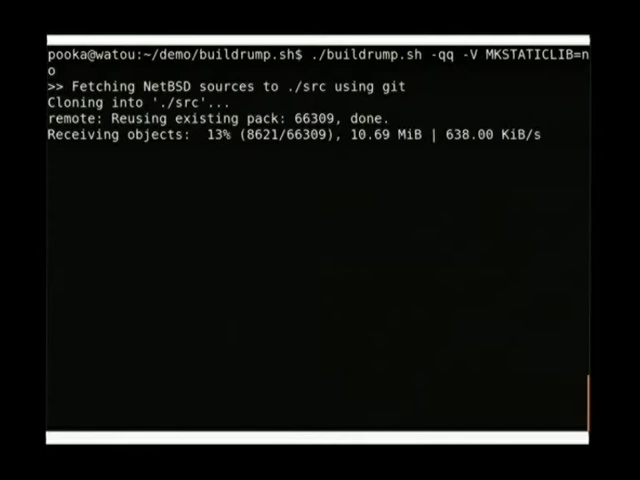 pooka@watou:~/demo/buildrump.sh$ ./buildrump.sh -qq -V MKSTATICLIB=n
o
>> Fetching NetBSD sources to ./src using git
Cloning into './src'...
remote: Reusing existing pack: 66309, done.
Receiving objects:  13% (8621/66309), 10.69 MiB | 638.00 KiB/s